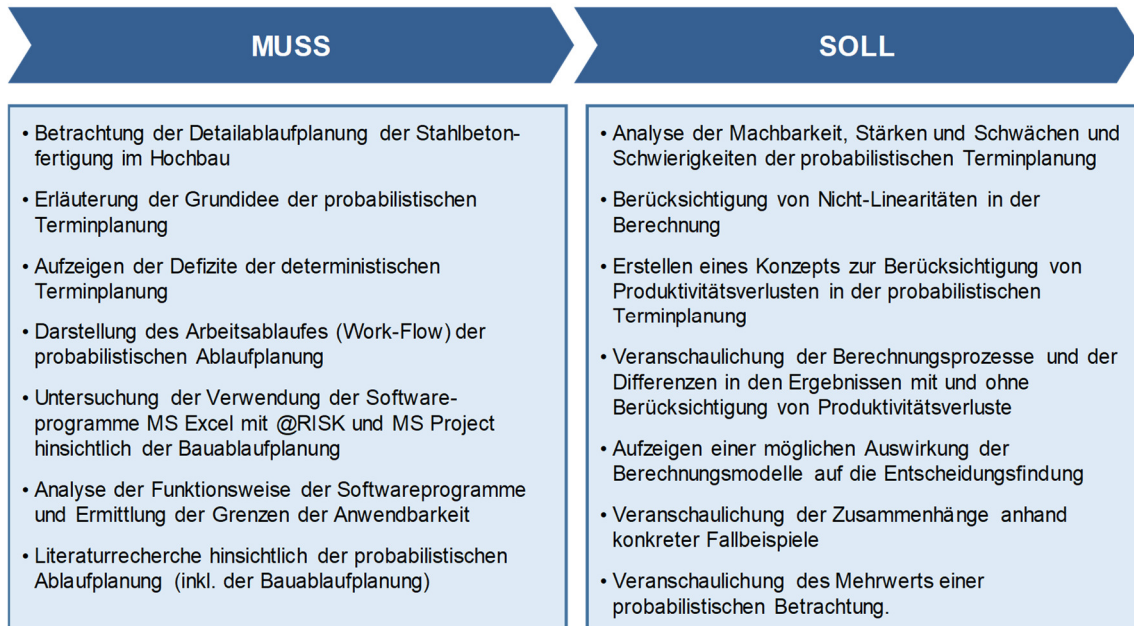 MUSS
• Betrachtung der Detailablaufplanung der Stahlbeton-
fertigung im Hochbau
• Erläuterung der Grundidee der probabilistischen
Terminplanung
• Aufzeigen der Defizite der deterministischen
Terminplanung
• Darstellung des Arbeitsablaufes (Work-Flow) der
probabilistischen Ablaufplanung
• Untersuchung der Verwendung der Software-
programme MS Excel mit @RISK und MS Project
hinsichtlich der Bauablaufplanung
• Analyse der Funktionsweise der Softwareprogramme
und Ermittlung der Grenzen der Anwendbarkeit
• Literaturrecherche hinsichtlich der probabilistischen
Ablaufplanung (inkl. der Bauablaufplanung)
SOLL
• Analyse der Machbarkeit, Stärken und Schwächen und
Schwierigkeiten der probabilistischen Terminplanung
• Berücksichtigung von Nicht-Linearitäten in der
Berechnung
• Erstellen eines Konzepts zur Berücksichtigung von
Produktivitätsverlusten in der probabilistischen
Terminplanung
• Veranschaulichung der Berechnungsprozesse und der
Differenzen in den Ergebnissen mit und ohne
Berücksichtigung von Produktivitätsverluste
• Aufzeigen einer möglichen Auswirkung der
Berechnungsmodelle auf die Entscheidungsfindung
• Veranschaulichung der Zusammenhänge anhand
konkreter Fallbeispiele
• Veranschaulichung des Mehrwerts einer
probabilistischen Betrachtung.